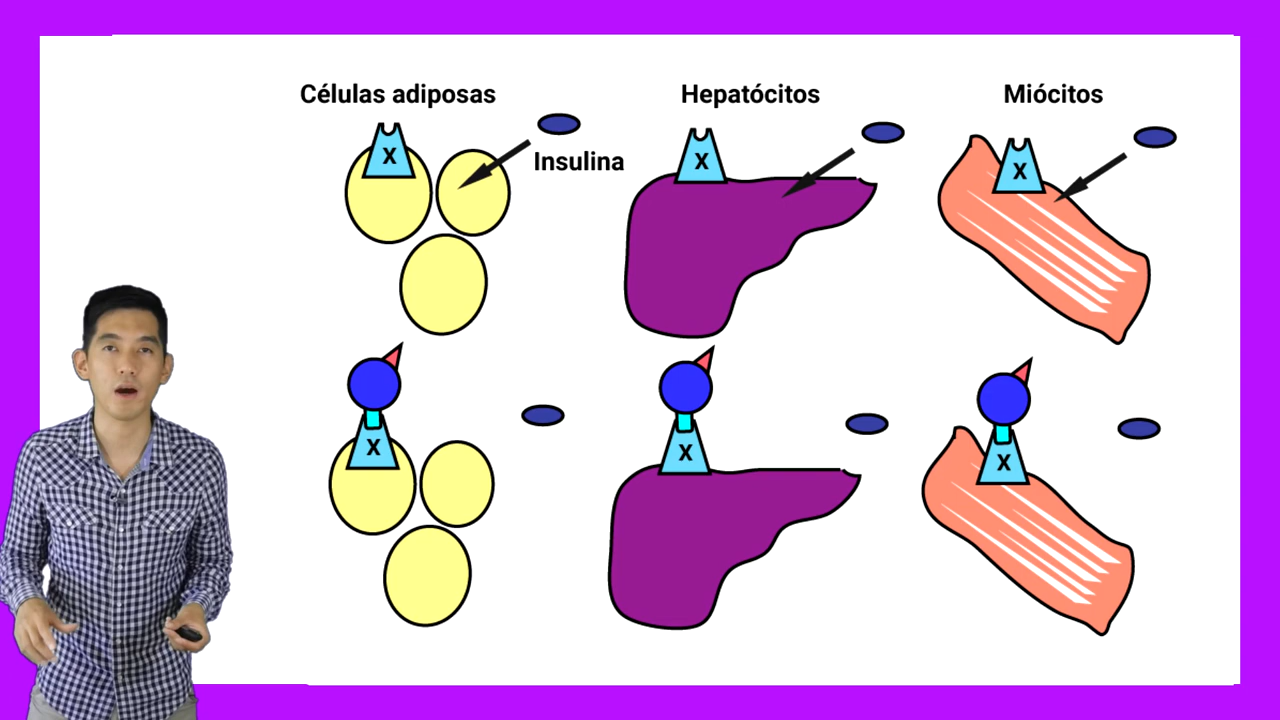 Células adiposas
Hepatócitos
Miócitos
X
X
X
Insulina
X
X
X